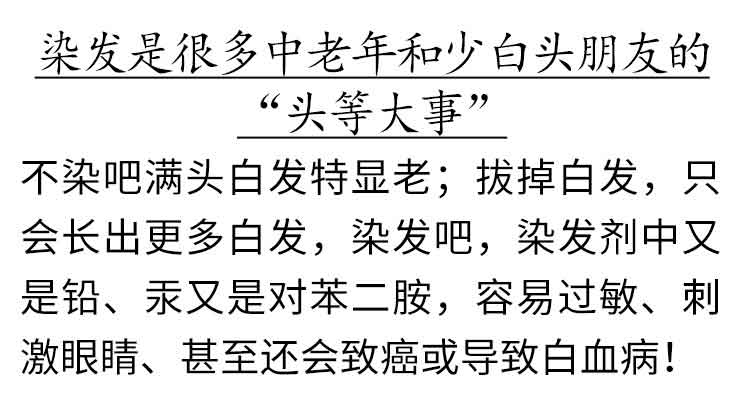 染发是很多中老年和少白头朋友的
“头等大事”
不染吧满头白发特显老；拔掉白发，只
会长出更多白发，染发吧，染发剂中又
是铅、汞又是对苯二胺，容易过敏、刺
激眼睛、甚至还会致癌或导致白血病！